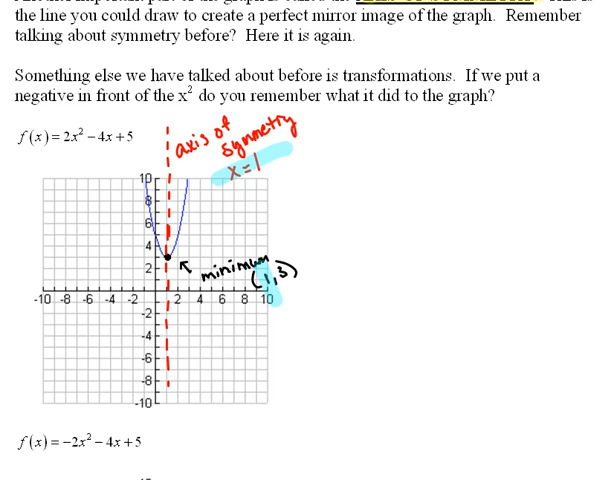 the line you could draw to create a perfect mirror image of the graph. Remember
talking about symmetry before? Here it is again.
Something else we have talked about before is transformations. If we put a
negative in front of the x² do you remember what it did to the graph?
f(x) = 2x² − 4x + 5
axis of
symmetry
x = 1
10
8
6
4
2
minimum
(1, 3)
-10 -8 -6 -4 -2 2 4 6 8 10
-2
-4
-6
-8
-10
f(x) = −2x² − 4x + 5